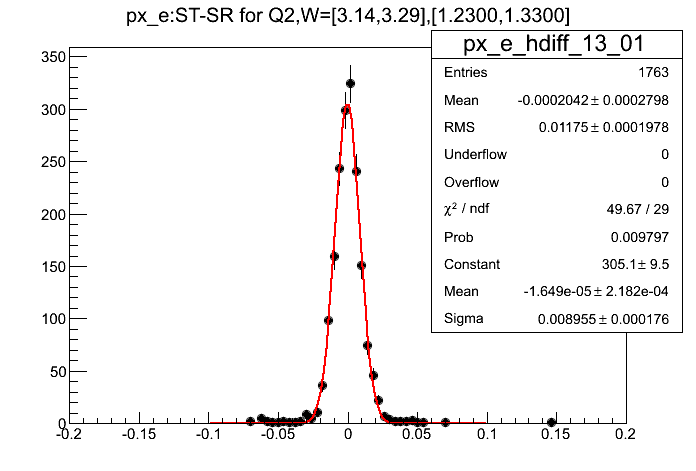 px_e:ST-SR for Q2,W=[3.14,3.29],[1.2300,1.3300]
px_e_hdiff_13_01
Entries 1763
Mean -0.0002042 ± 0.0002798
RMS 0.01175 ± 0.0001978
Underflow 0
Overflow 0
χ² / ndf 49.67 / 29
Prob 0.009797
Constant 305.1 ± 9.5
Mean -1.649e-05 ± 2.182e-04
Sigma 0.008955 ± 0.000176
350
300
250
200
150
100
50
0
-0.2 -0.15 -0.1 -0.05 0 0.05 0.1 0.15 0.2